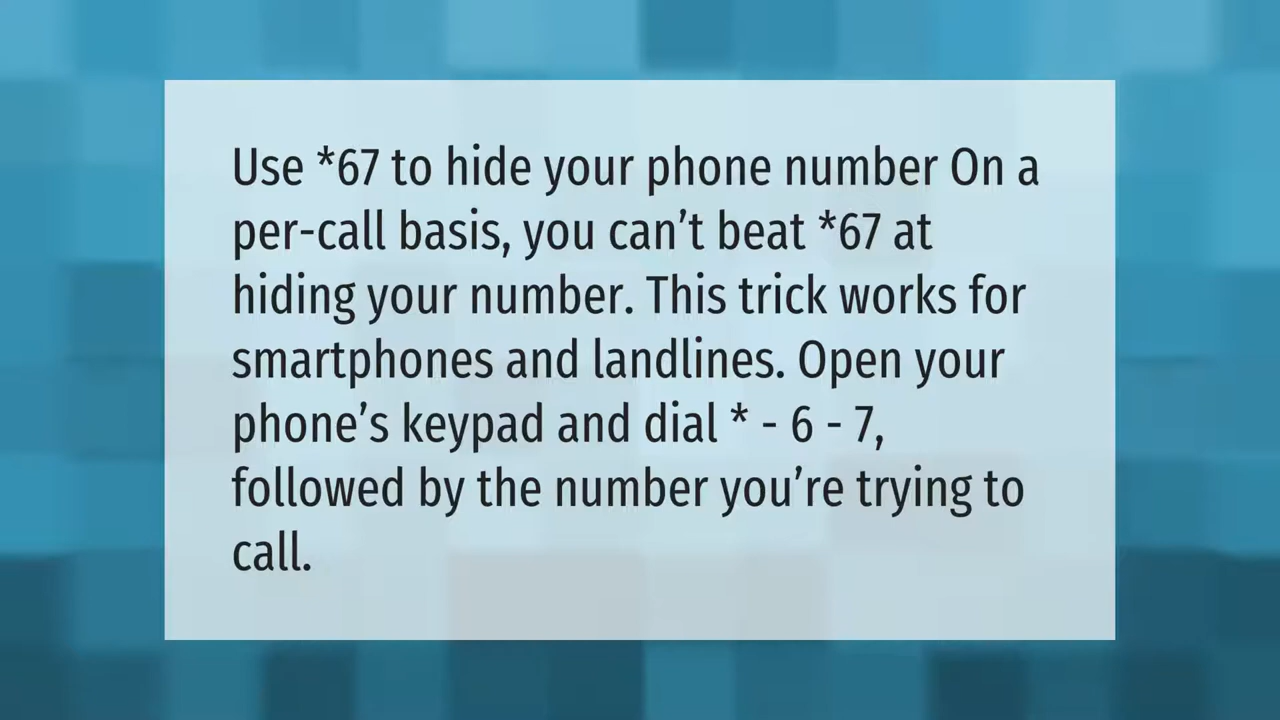 Use *67 to hide your phone number On a
per-call basis, you can’t beat *67 at
hiding your number. This trick works for
smartphones and landlines. Open your
phone’s keypad and dial * - 6 - 7,
followed by the number you’re trying to
call.